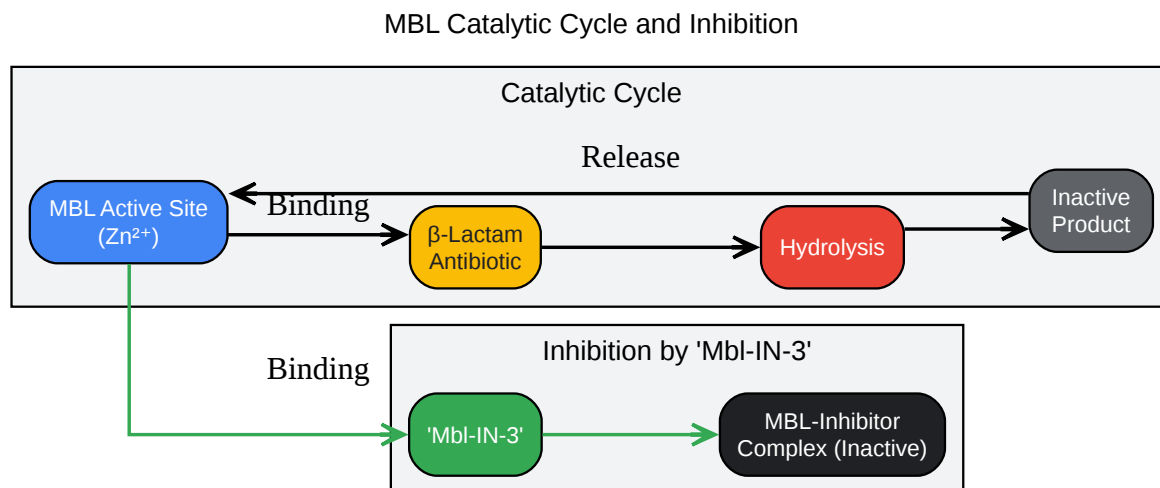 MBL Catalytic Cycle and Inhibition
Catalytic Cycle
Release
MBL Active Site
(Zn²⁺)
Binding
β-Lactam
Antibiotic
Hydrolysis
Inactive
Product
Inhibition by 'Mbl-IN-3'
Binding
'Mbl-IN-3'
MBL-Inhibitor
Complex (Inactive)